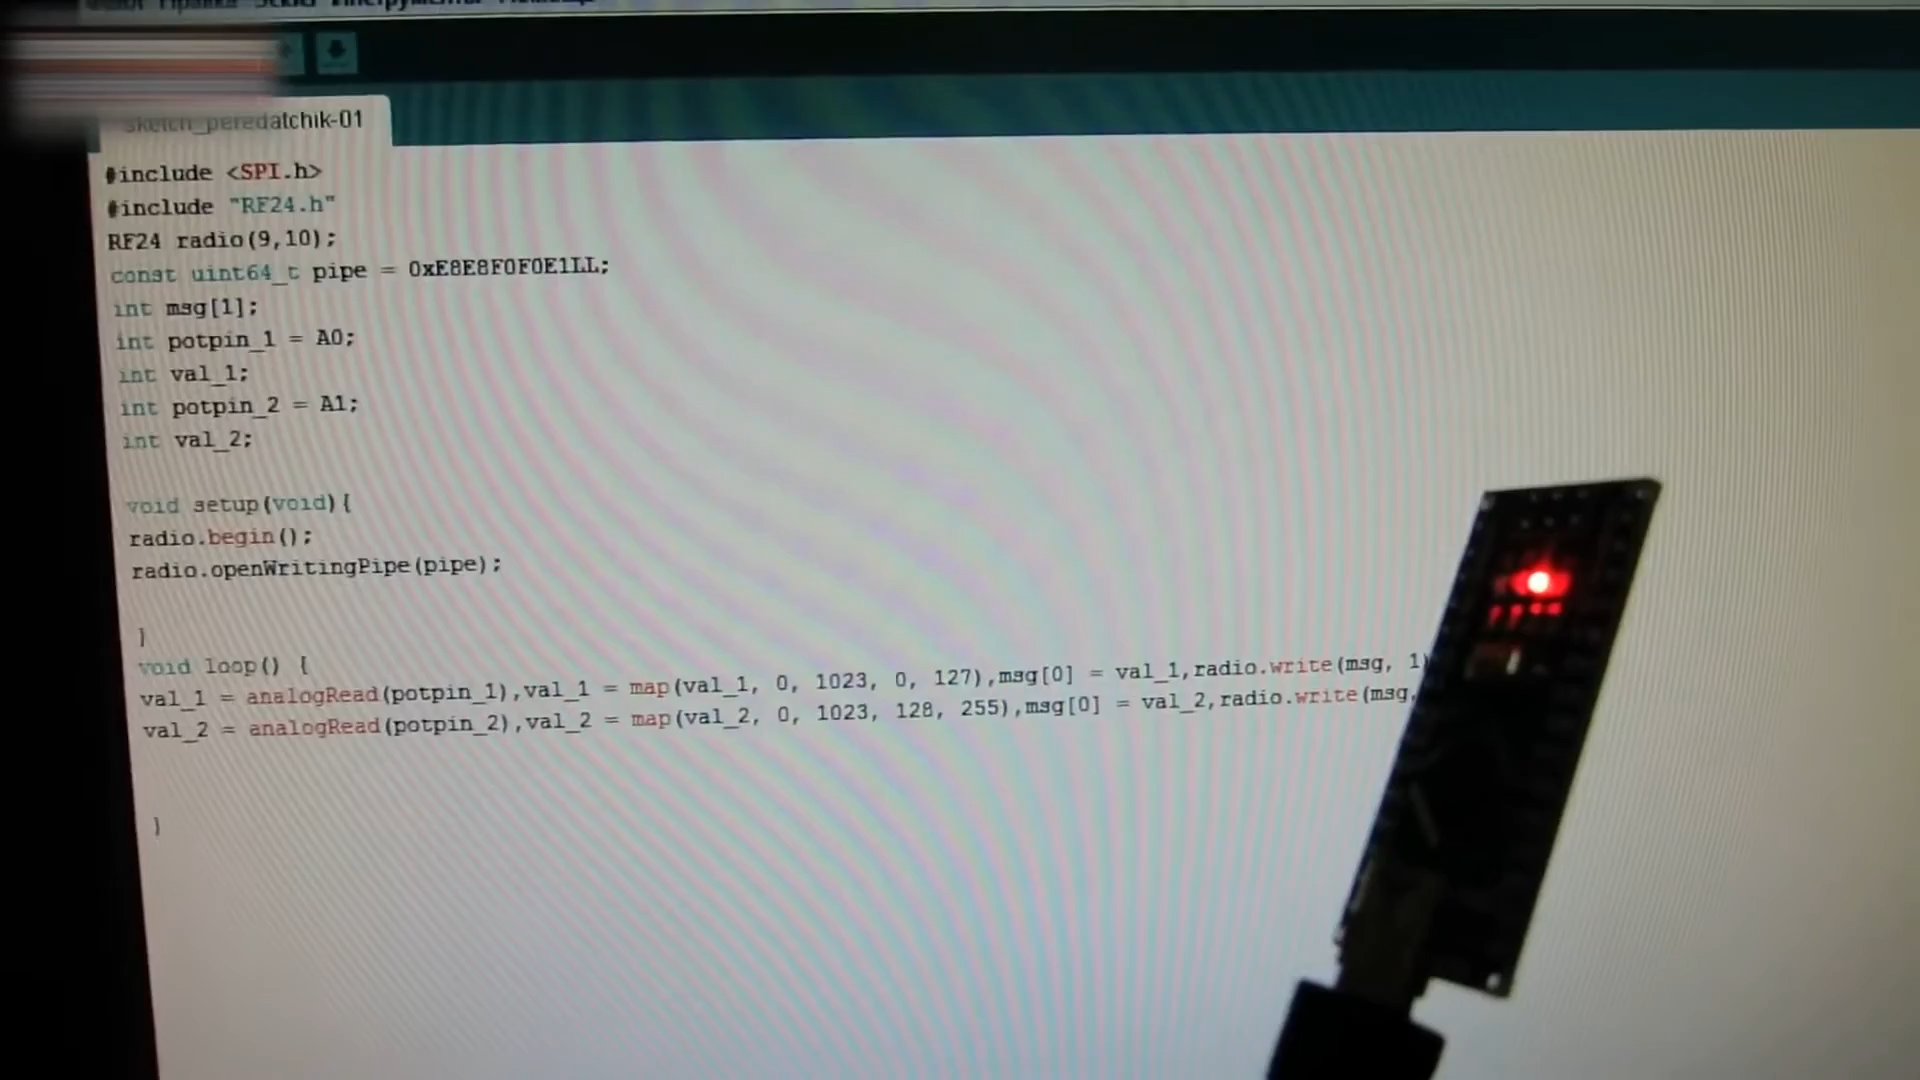 sketch_peredatchik-01
#include <SPI.h>
#include "RF24.h"
RF24 radio(9,10);
const uint64_t pipe = 0xE8E8F0F0E1LL;
int msg[1];
int potpin_1 = A0;
int val_1;
int potpin_2 = A1;
int val_2;
void setup(void){
radio.begin();
radio.openWritingPipe(pipe);
}
void loop() {
val_1 = analogRead(potpin_1),val_1 = map(val_1, 0, 1023, 0, 127),msg[0] = val_1,radio.write(msg, 1)
val_2 = analogRead(potpin_2),val_2 = map(val_2, 0, 1023, 128, 255),msg[0] = val_2,radio.write(msg,
}